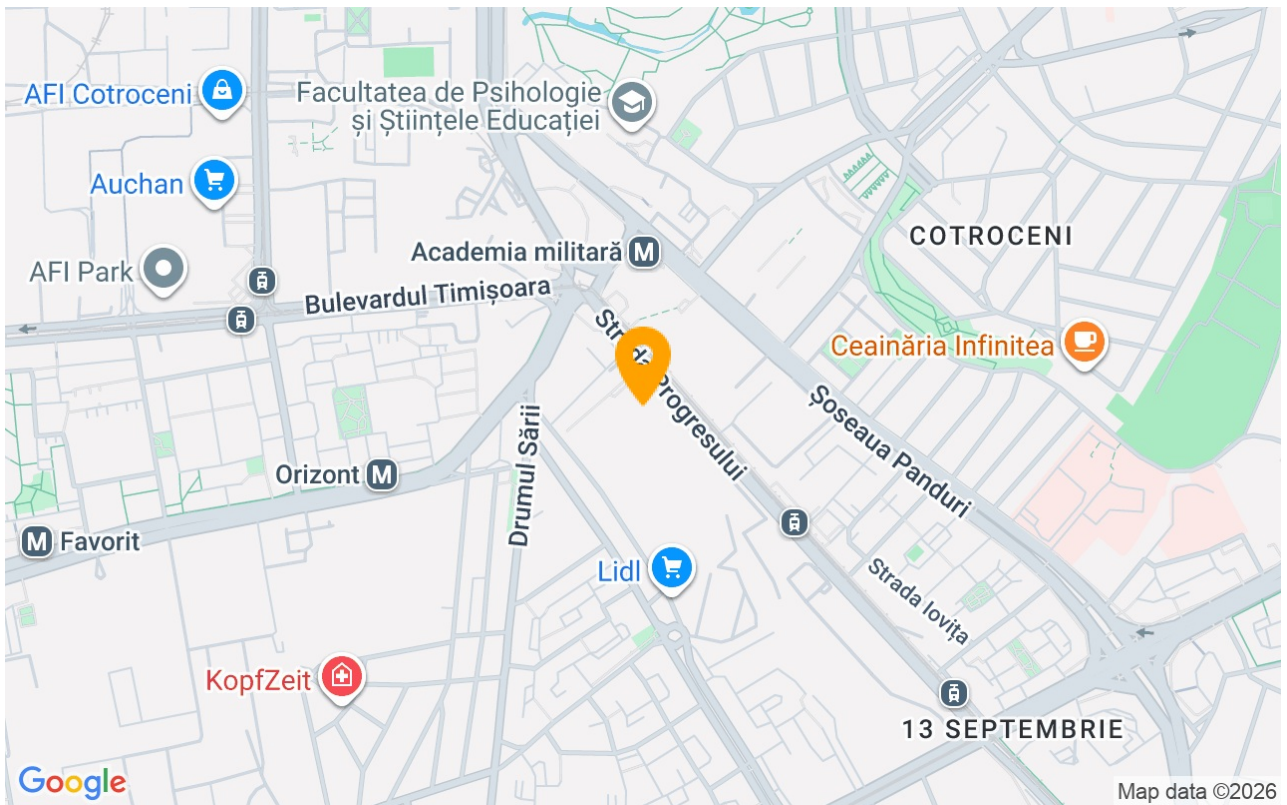 AFI Cotroceni
Facultatea de Psihologie
și Științele Educației
Auchan
COTROCENI
Academia militară
M
AFI Park
Bulevardul Timișoara
Strada Progresului
Ceainăria Infinitea
Șoseaua Panduri
Drumul Sării
Orizont
M
M
Favorit
Lidl
Strada Iovița
KopfZeit
13 SEPTEMBRIE
Google
Map data ©2026